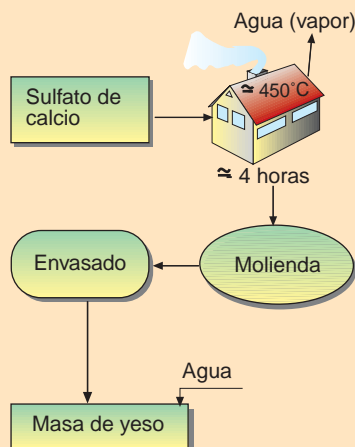 Agua (vapor)
Sulfato de
calcio
≃ 450°C
≃ 4 horas
Envasado
Molienda
Agua
Masa de yeso